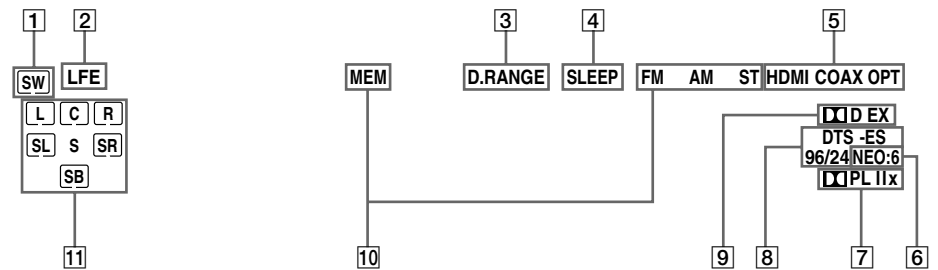 1 2 3 4 5
SW LFE MEM D.RANGE SLEEP FM AM ST HDMI COAX OPT
L C R
D EX
SL S SR
DTS -ES
96/24 NEO:6
SB
PL IIx
11 10 9 8 7 6